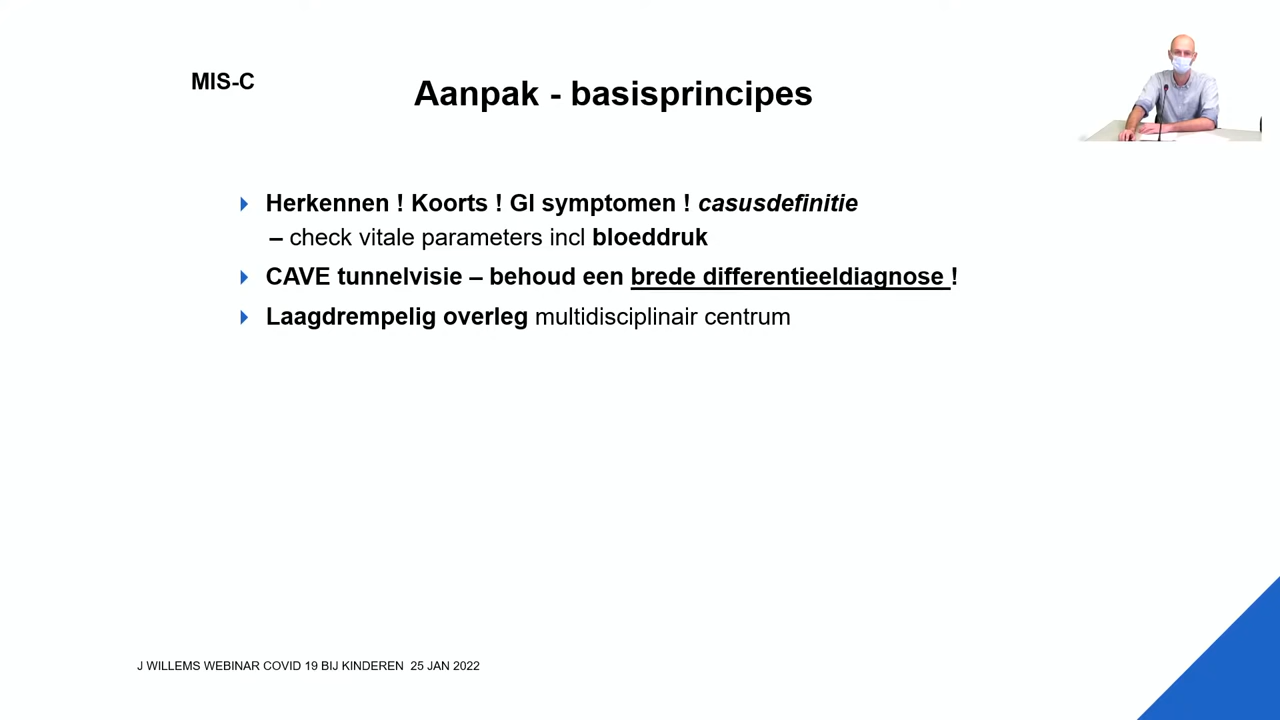 MIS-C
Aanpak - basisprincipes
Herkennen ! Koorts ! GI symptomen ! casusdefinitie
– check vitale parameters incl bloeddruk
CAVE tunnelvisie – behoud een brede differentieeldiagnose !
Laagdrempelig overleg multidisciplinair centrum
J WILLEMS WEBINAR COVID 19 BIJ KINDEREN 25 JAN 2022